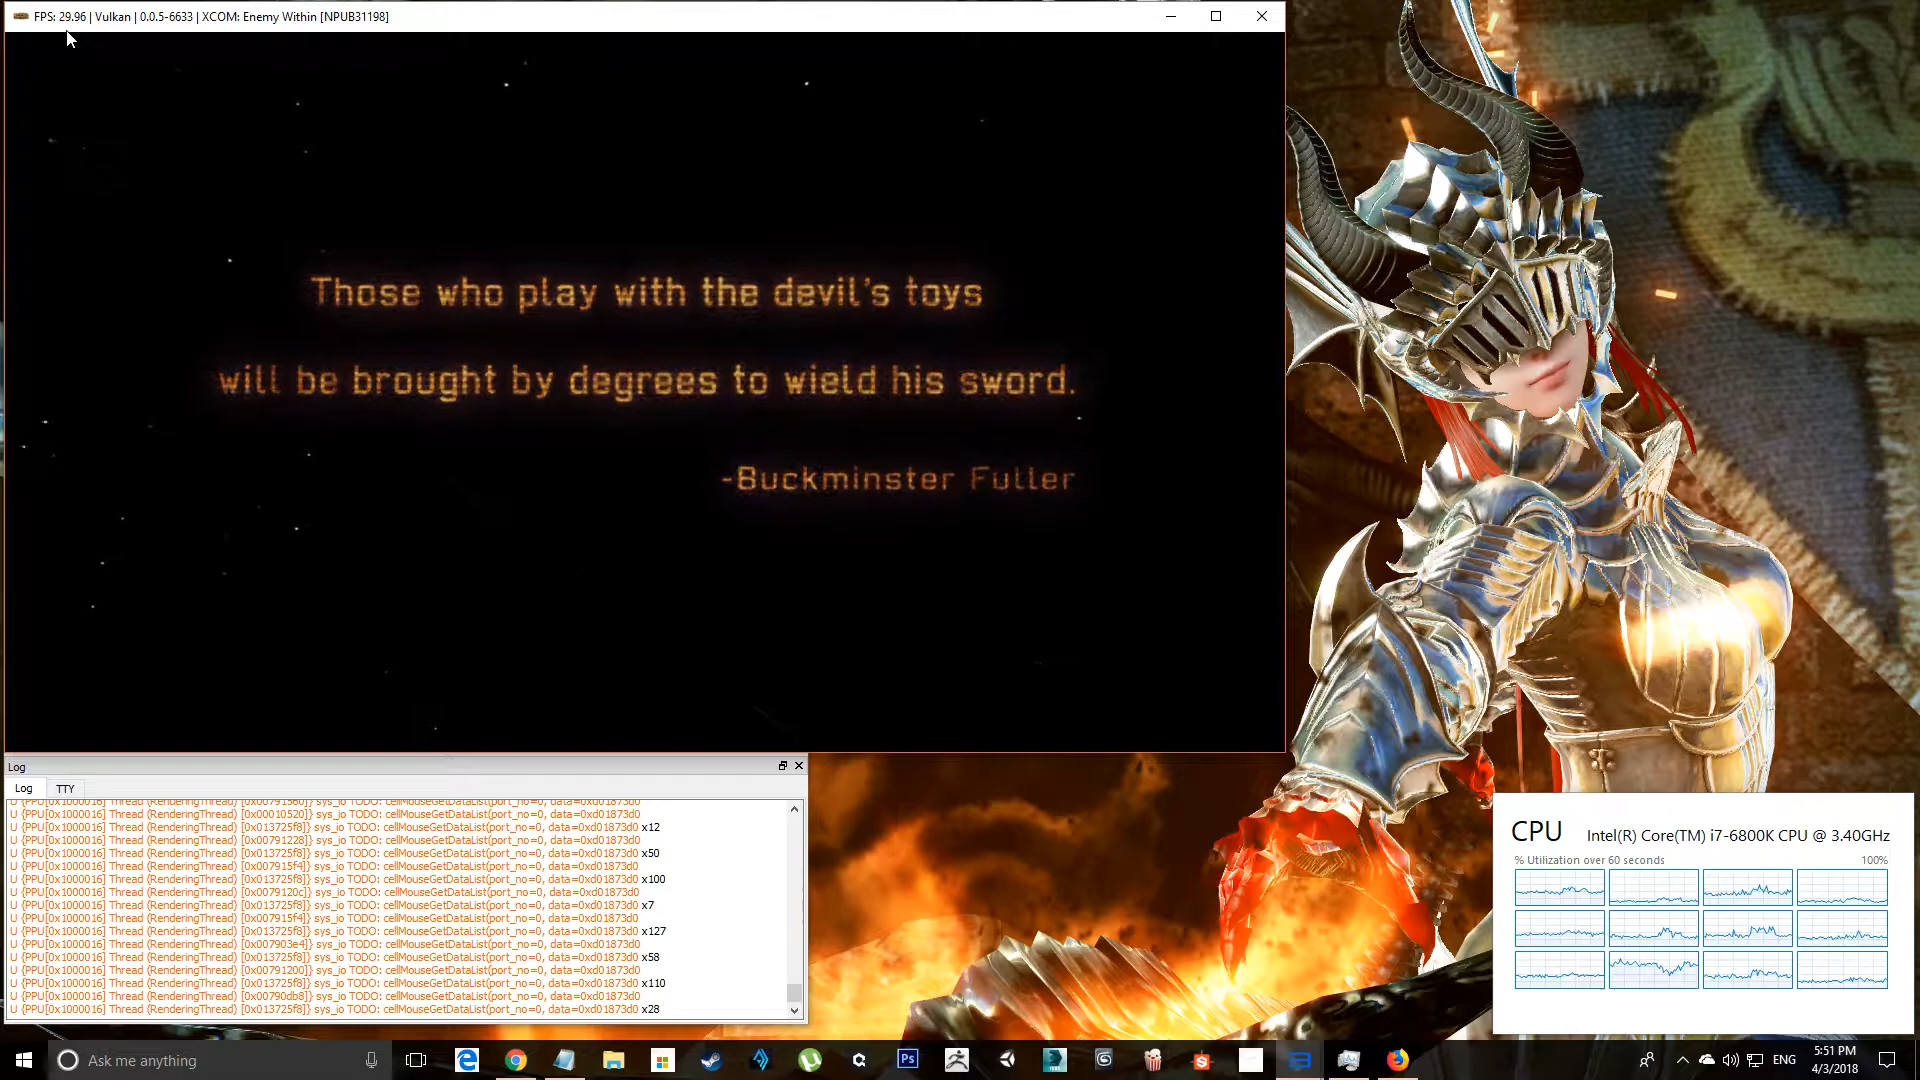 FPS: 29.96 | Vulkan | 0.0.5-6633 | XCOM: Enemy Within [NPUB31198]
Those who play with the devil's toys
will be brought by degrees to wield his sword.
-Buckminster Fuller
Log
Log TTY
U {PPU[0x1000016] Thread (RenderingThread) [0x00791560]} sys_io TODO: cellMouseGetDataList(port_no=0, data=0xd01873d0
U {PPU[0x1000016] Thread (RenderingThread) [0x00010520]} sys_io TODO: cellMouseGetDataList(port_no=0, data=0xd01873d0
U {PPU[0x1000016] Thread (RenderingThread) [0x013725f8]} sys_io TODO: cellMouseGetDataList(port_no=0, data=0xd01873d0 x12
U {PPU[0x1000016] Thread (RenderingThread) [0x00791228]} sys_io TODO: cellMouseGetDataList(port_no=0, data=0xd01873d0
U {PPU[0x1000016] Thread (RenderingThread) [0x013725f8]} sys_io TODO: cellMouseGetDataList(port_no=0, data=0xd01873d0 x50
U {PPU[0x1000016] Thread (RenderingThread) [0x007915f4]} sys_io TODO: cellMouseGetDataList(port_no=0, data=0xd01873d0
U {PPU[0x1000016] Thread (RenderingThread) [0x013725f8]} sys_io TODO: cellMouseGetDataList(port_no=0, data=0xd01873d0 x100
U {PPU[0x1000016] Thread (RenderingThread) [0x0079120c]} sys_io TODO: cellMouseGetDataList(port_no=0, data=0xd01873d0
U {PPU[0x1000016] Thread (RenderingThread) [0x013725f8]} sys_io TODO: cellMouseGetDataList(port_no=0, data=0xd01873d0 x7
U {PPU[0x1000016] Thread (RenderingThread) [0x007915f4]} sys_io TODO: cellMouseGetDataList(port_no=0, data=0xd01873d0
U {PPU[0x1000016] Thread (RenderingThread) [0x013725f8]} sys_io TODO: cellMouseGetDataList(port_no=0, data=0xd01873d0 x127
U {PPU[0x1000016] Thread (RenderingThread) [0x007903e4]} sys_io TODO: cellMouseGetDataList(port_no=0, data=0xd01873d0
U {PPU[0x1000016] Thread (RenderingThread) [0x013725f8]} sys_io TODO: cellMouseGetDataList(port_no=0, data=0xd01873d0 x58
U {PPU[0x1000016] Thread (RenderingThread) [0x00791200]} sys_io TODO: cellMouseGetDataList(port_no=0, data=0xd01873d0
U {PPU[0x1000016] Thread (RenderingThread) [0x013725f8]} sys_io TODO: cellMouseGetDataList(port_no=0, data=0xd01873d0 x110
U {PPU[0x1000016] Thread (RenderingThread) [0x00790db8]} sys_io TODO: cellMouseGetDataList(port_no=0, data=0xd01873d0
U {PPU[0x1000016] Thread (RenderingThread) [0x013725f8]} sys_io TODO: cellMouseGetDataList(port_no=0, data=0xd01873d0 x28
CPU Intel(R) Core(TM) i7-6800K CPU @ 3.40GHz
% Utilization over 60 seconds 100%
Ask me anything
Ps
ENG
5:51 PM
4/3/2018